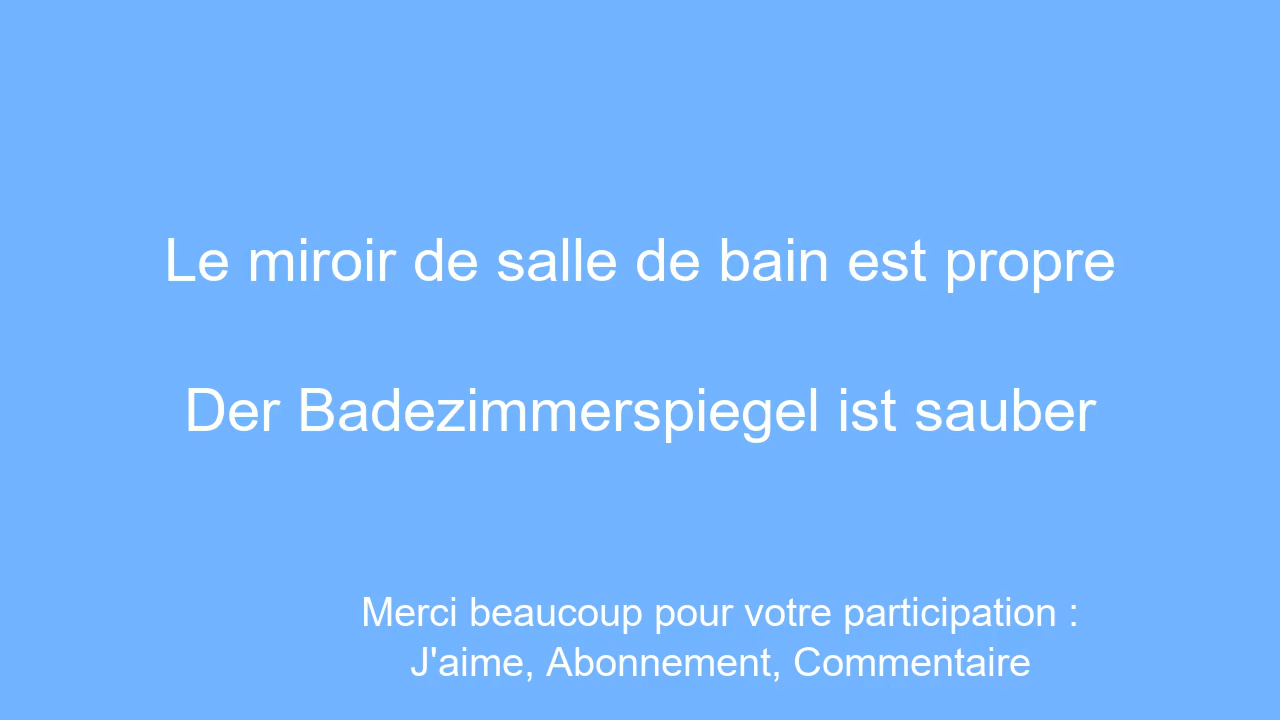 Le miroir de salle de bain est propre
Der Badezimmerspiegel ist sauber
Merci beaucoup pour votre participation :
J'aime, Abonnement, Commentaire